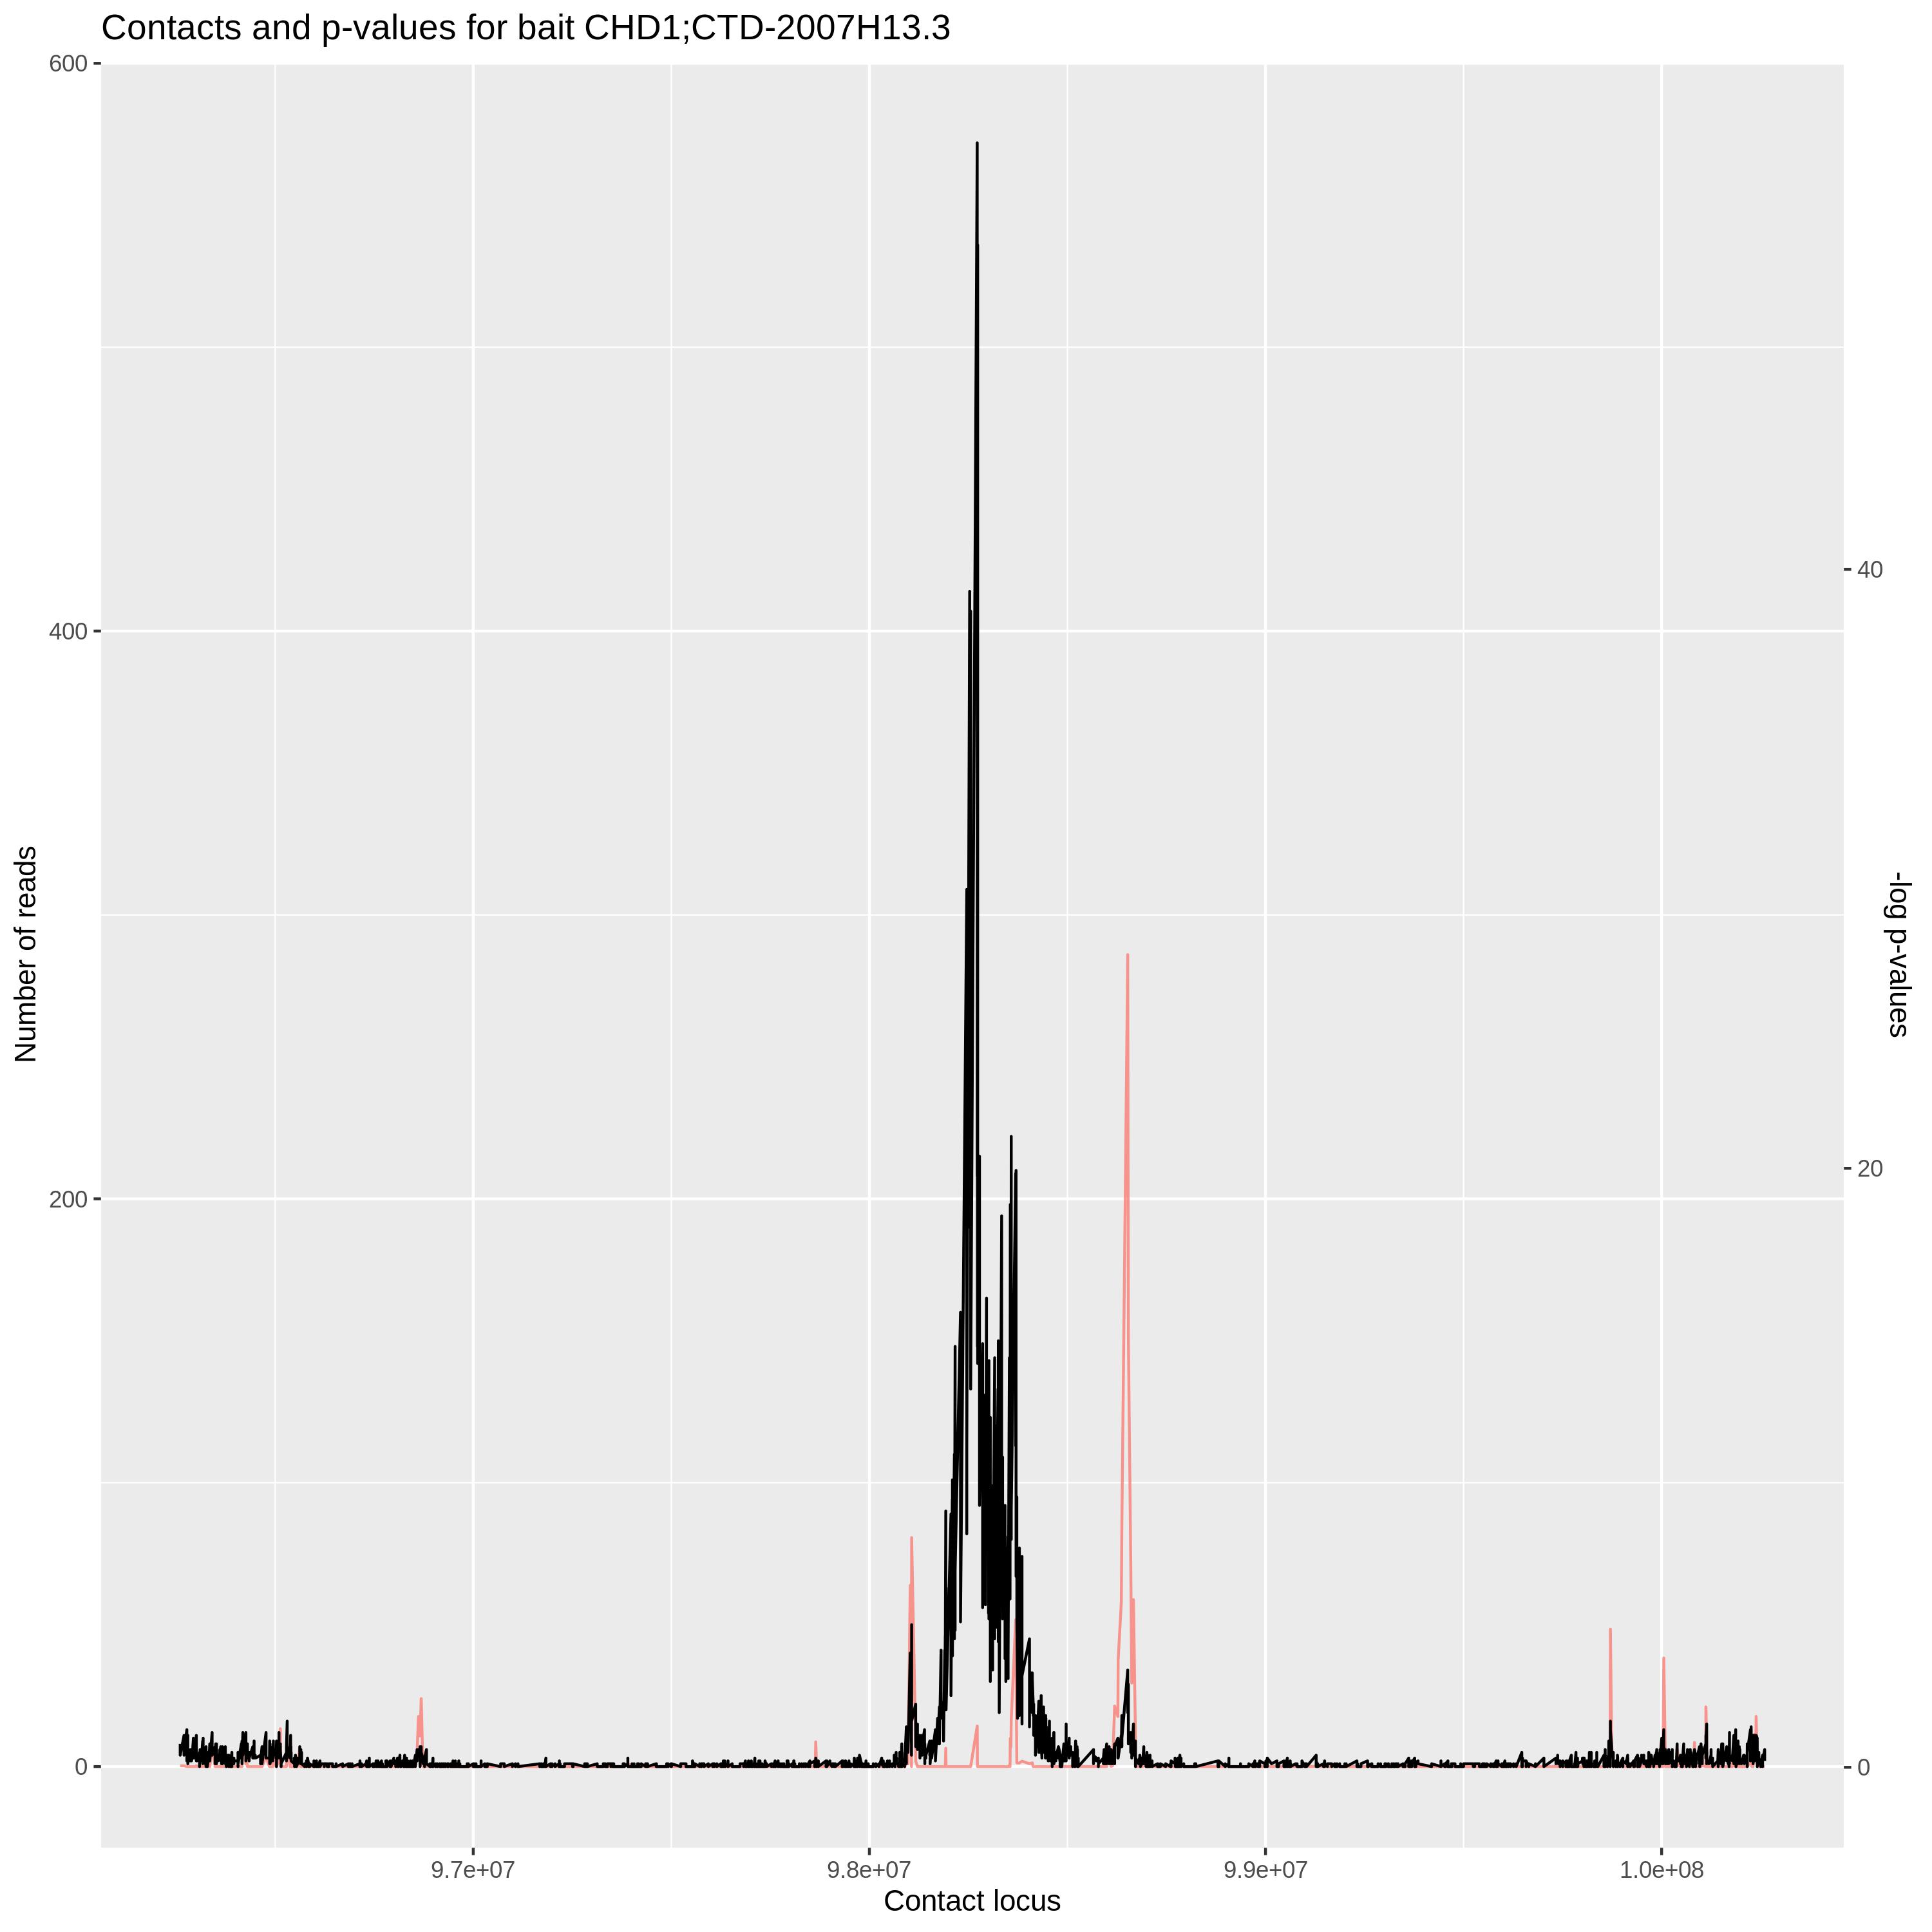 Contacts and p-values for bait CHD1;CTD-2007H13.3
600
400
200
0
Number of reads
40
20
0
-log p-values
9.7e+07
9.8e+07
9.9e+07
1.0e+08
Contact locus